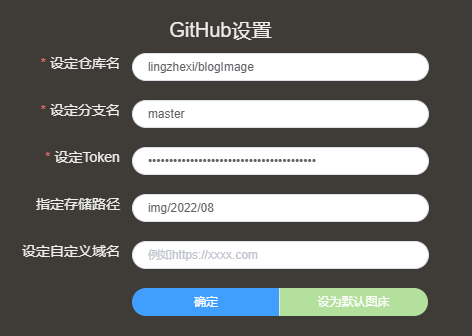 GitHub设置
* 设定仓库名 lingzhexi/blogImage
* 设定分支名 master
* 设定Token ••••••••••••••••••••••••••••••••••••••••
指定存储路径 img/2022/08
设定自定义域名 例如https://xxxx.com
确定 设为默认图床